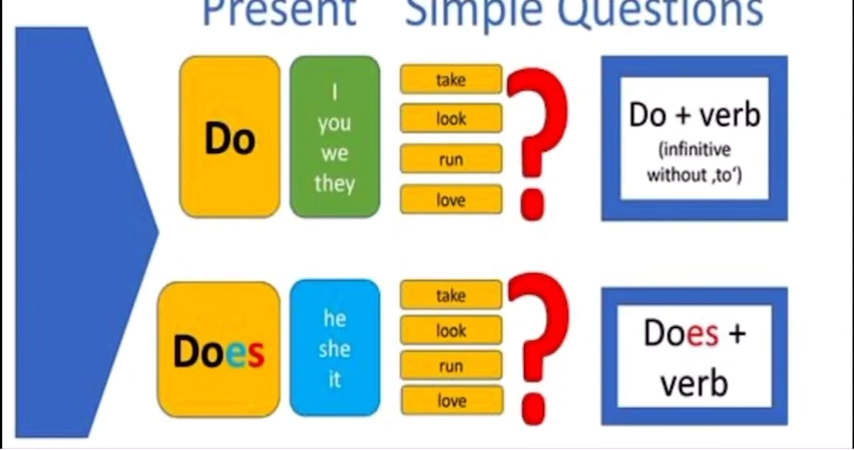 Present Simple Questions
Do
I
you
we
they
take
look
run
love
?
Do + verb
(infinitive
without ‚to‘)
Does
he
she
it
take
look
run
love
?
Does +
verb